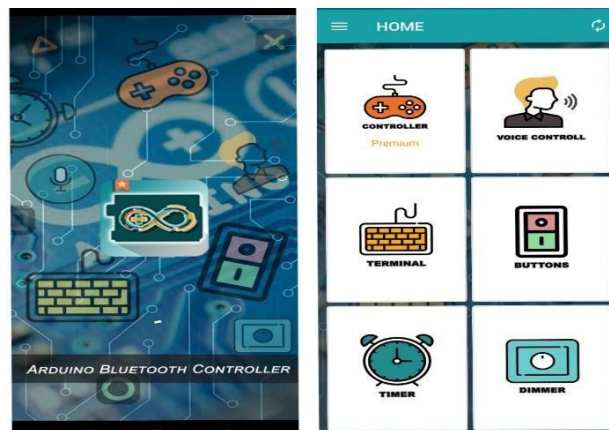 ARDUINO BLUETOOTH CONTROLLER
HOME
CONTROLLER
Premium
VOICE CONTROLL
TERMINAL
BUTTONS
TIMER
DIMMER